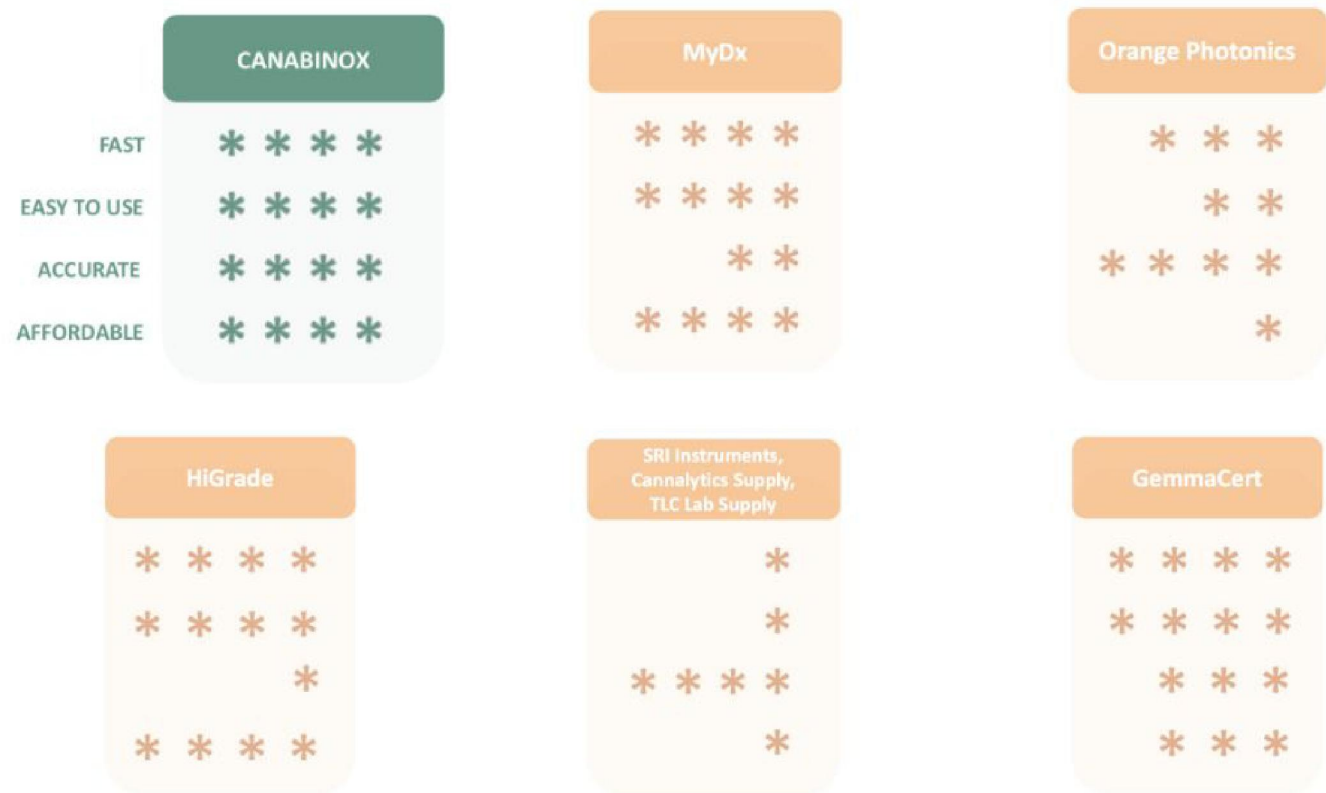 CANABINOX
MyDx
Orange Photonics
FAST
* * * *
* * * *
* * *
EASY TO USE
* * * *
* * * *
* *
ACCURATE
* * * *
* *
* * * *
AFFORDABLE
* * * *
* * * *
*
HiGrade
SRI Instruments,
Cannalytics Supply,
TLC Lab Supply
GemmaCert
* * * *
*
* * * *
* * * *
*
* * * *
*
* * * *
* * *
* * * *
*
* * *